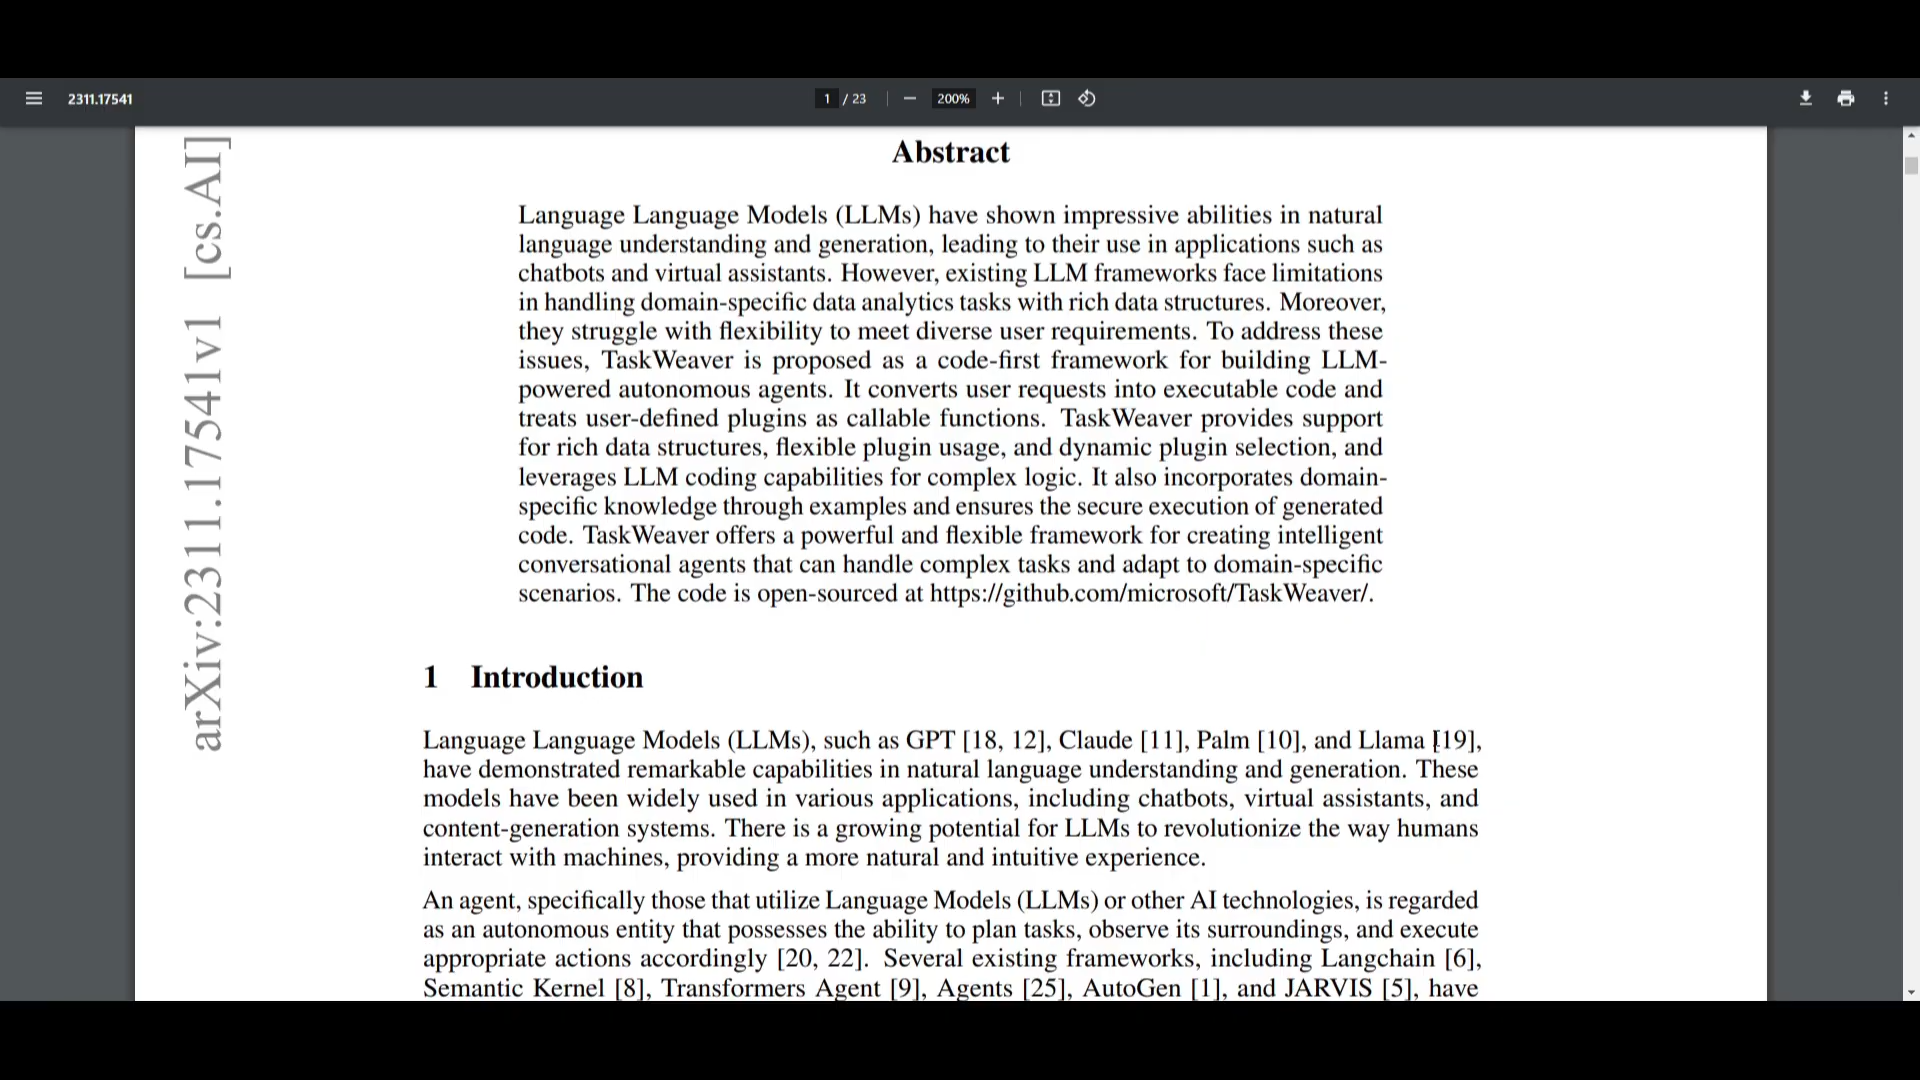 2311.17541
1 / 23
200%
arXiv:2311.17541v1 [cs.AI]
Abstract
Language Language Models (LLMs) have shown impressive abilities in natural
language understanding and generation, leading to their use in applications such as
chatbots and virtual assistants. However, existing LLM frameworks face limitations
in handling domain-specific data analytics tasks with rich data structures. Moreover,
they struggle with flexibility to meet diverse user requirements. To address these
issues, TaskWeaver is proposed as a code-first framework for building LLM-
powered autonomous agents. It converts user requests into executable code and
treats user-defined plugins as callable functions. TaskWeaver provides support
for rich data structures, flexible plugin usage, and dynamic plugin selection, and
leverages LLM coding capabilities for complex logic. It also incorporates domain-
specific knowledge through examples and ensures the secure execution of generated
code. TaskWeaver offers a powerful and flexible framework for creating intelligent
conversational agents that can handle complex tasks and adapt to domain-specific
scenarios. The code is open-sourced at https://github.com/microsoft/TaskWeaver/.
1 Introduction
Language Language Models (LLMs), such as GPT [18, 12], Claude [11], Palm [10], and Llama [19],
have demonstrated remarkable capabilities in natural language understanding and generation. These
models have been widely used in various applications, including chatbots, virtual assistants, and
content-generation systems. There is a growing potential for LLMs to revolutionize the way humans
interact with machines, providing a more natural and intuitive experience.
An agent, specifically those that utilize Language Models (LLMs) or other AI technologies, is regarded
as an autonomous entity that possesses the ability to plan tasks, observe its surroundings, and execute
appropriate actions accordingly [20, 22]. Several existing frameworks, including Langchain [6],
Semantic Kernel [8], Transformers Agent [9], Agents [25], AutoGen [1], and JARVIS [5], have